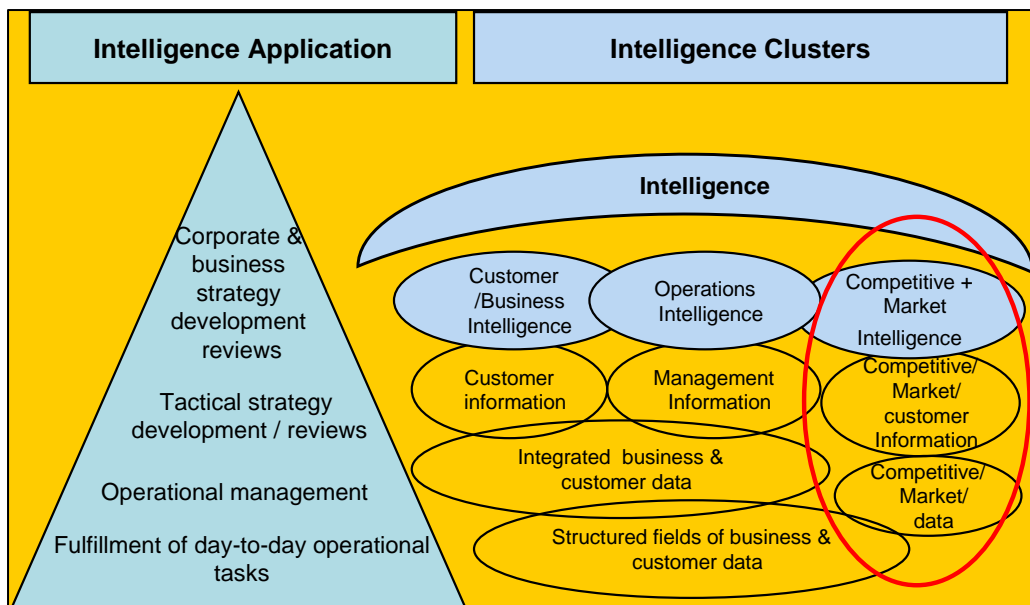 Intelligence Application
Intelligence Clusters
Corporate &
business
strategy
development
reviews
Tactical strategy
development / reviews
Operational management
Fulfillment of day-to-day operational
tasks
Intelligence
Customer
/Business
Intelligence
Operations
Intelligence
Competitive +
Market
Intelligence
Customer
information
Management
Information
Competitive/
Market/
customer
Information
Integrated business &
customer data
Competitive/
Market/
data
Structured fields of business &
customer data